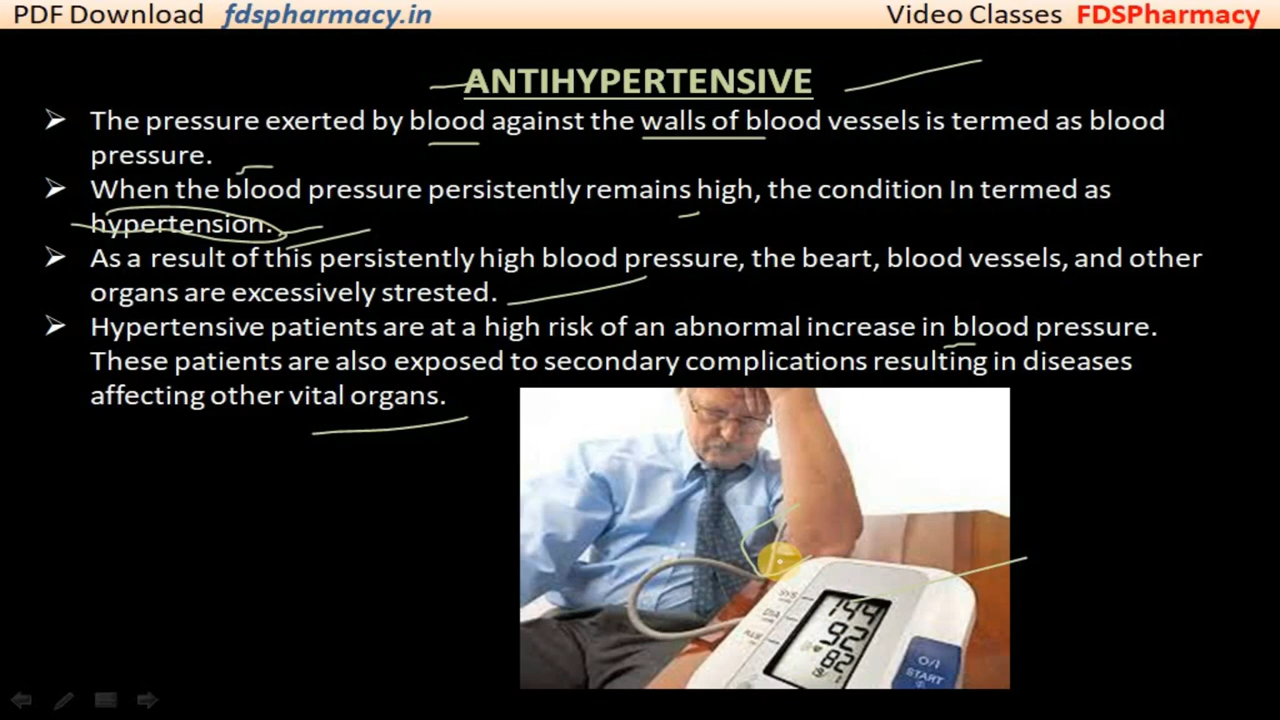 PDF Download fdspharmacy.in Video Classes FDSPharmacy
ANTIHYPERTENSIVE
➢ The pressure exerted by blood against the walls of blood vessels is termed as blood
pressure.
➢ When the blood pressure persistently remains high, the condition In termed as
hypertension.
➢ As a result of this persistently high blood pressure, the beart, blood vessels, and other
organs are excessively strested.
➢ Hypertensive patients are at a high risk of an abnormal increase in blood pressure.
These patients are also exposed to secondary complications resulting in diseases
affecting other vital organs.
SYS 149
DIA 92
PULSE 82
O/I
START